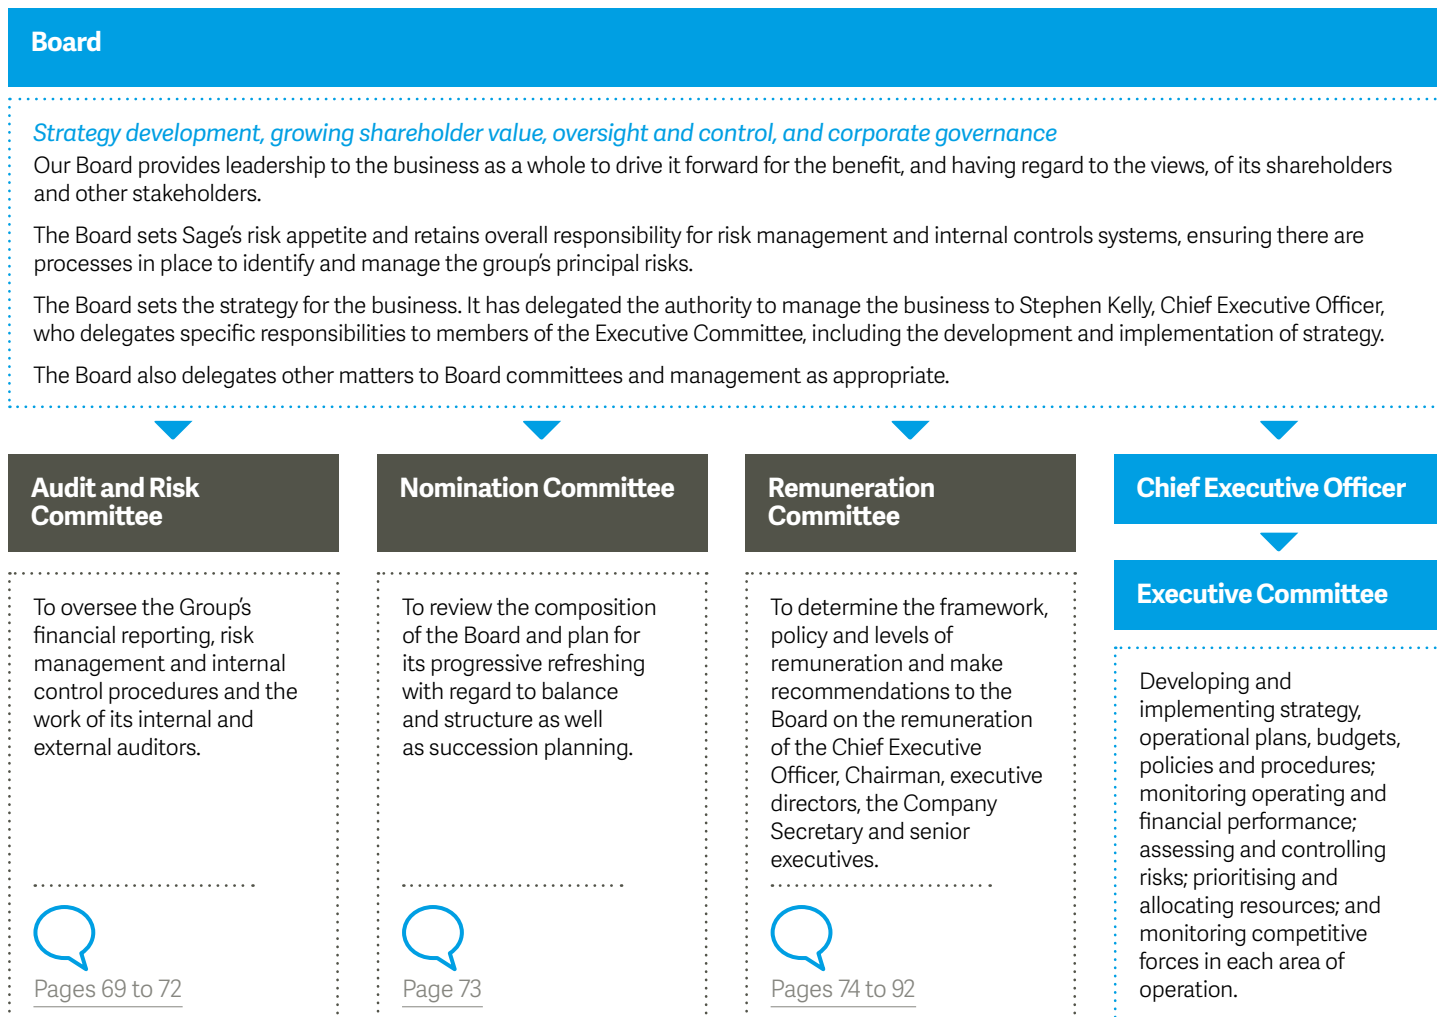 Board
Strategy development, growing shareholder value, oversight and control, and corporate governance
Our Board provides leadership to the business as a whole to drive it forward for the benefit, and having regard to the views, of its shareholders
and other stakeholders.
The Board sets Sage's risk appetite and retains overall responsibility for risk management and internal controls systems, ensuring there are
processes in place to identify and manage the group's principal risks.
The Board sets the strategy for the business. It has delegated the authority to manage the business to Stephen Kelly, Chief Executive Officer,
who delegates specific responsibilities to members of the Executive Committee, including the development and implementation of strategy.
The Board also delegates other matters to Board committees and management as appropriate.
Audit and Risk
Committee
To oversee the Group's
financial reporting, risk
management and internal
control procedures and the
work of its internal and
external auditors.
Pages 69 to 72
Nomination Committee
To review the composition
of the Board and plan for
its progressive refreshing
with regard to balance
and structure as well
as succession planning.
Page 73
Remuneration
Committee
To determine the framework,
policy and levels of
remuneration and make
recommendations to the
Board on the remuneration
of the Chief Executive
Officer, Chairman, executive
directors, the Company
Secretary and senior
executives.
Pages 74 to 92
Chief Executive Officer
Executive Committee
Developing and
implementing strategy,
operational plans, budgets,
policies and procedures;
monitoring operating and
financial performance;
assessing and controlling
risks; prioritising and
allocating resources; and
monitoring competitive
forces in each area of
operation.